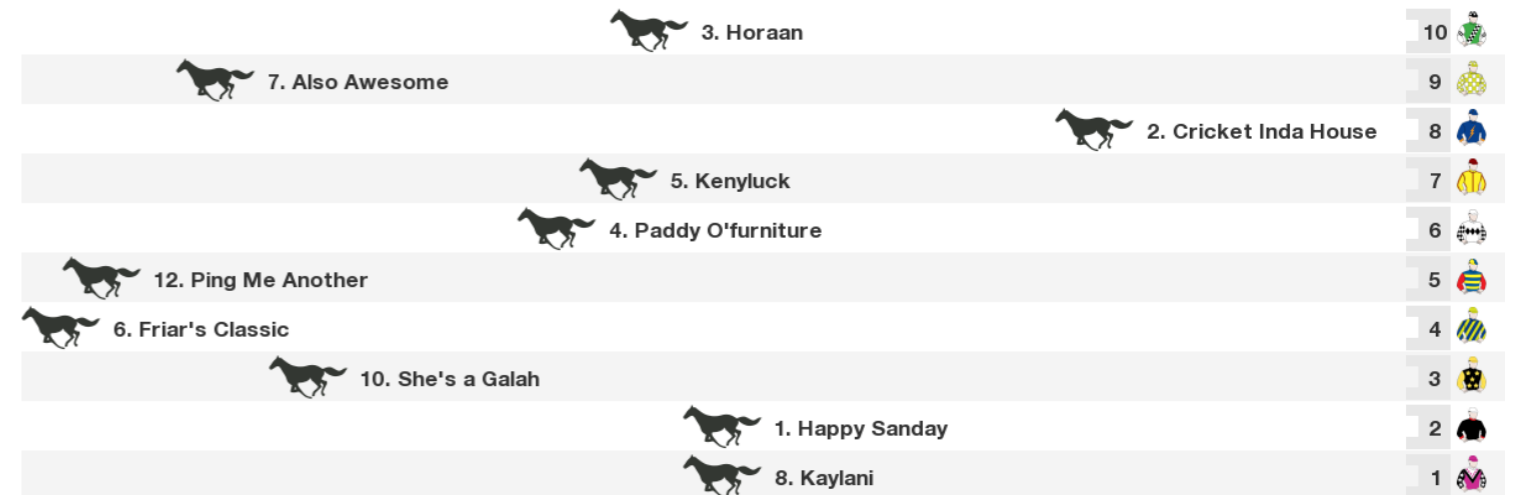 3. Horaan 10
7. Also Awesome 9
2. Cricket Inda House 8
5. Kenyluck 7
4. Paddy O'furniture 6
12. Ping Me Another 5
6. Friar's Classic 4
10. She's a Galah 3
1. Happy Sanday 2
8. Kaylani 1